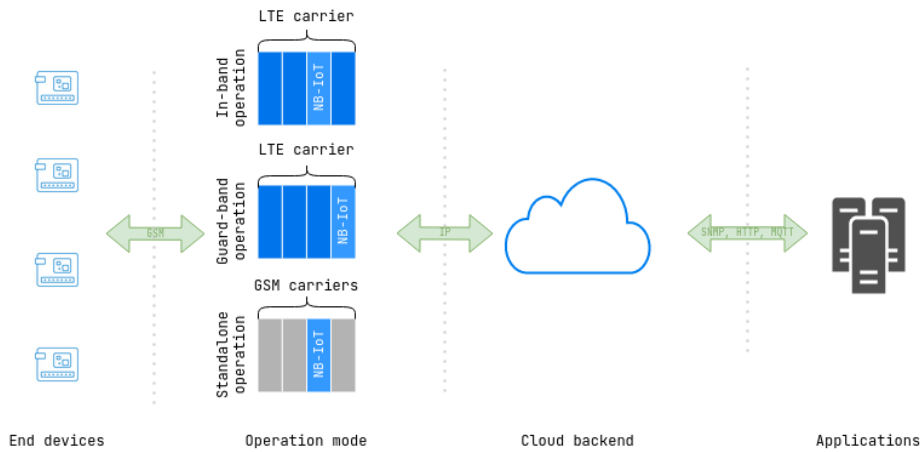 LTE carrier
In-band
operation
NB-IoT
LTE carrier
Guard-band
operation
NB-IoT
GSM
IP
SNMP, HTTP, MQTT
GSM carriers
Standalone
operation
NB-IoT
End devices
Operation mode
Cloud backend
Applications